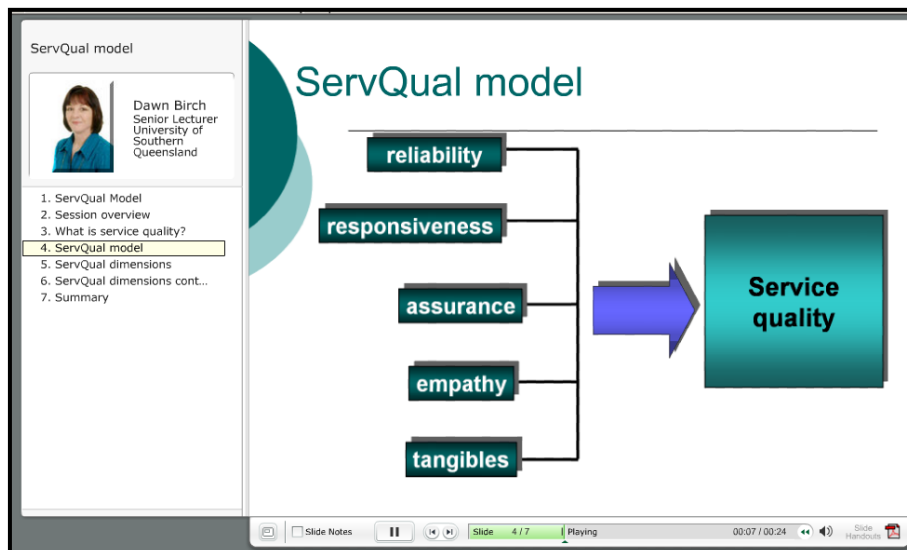 ServQual model
Dawn Birch
Senior Lecturer
University of
Southern
Queensland
1. ServQual Model
2. Session overview
3. What is service quality?
4. ServQual model
5. ServQual dimensions
6. ServQual dimensions cont...
7. Summary
ServQual model
reliability
responsiveness
assurance
empathy
tangibles
Service
quality
Slide Notes
Slide 4 / 7
Playing
00:07 / 00:24
Slide
Handouts